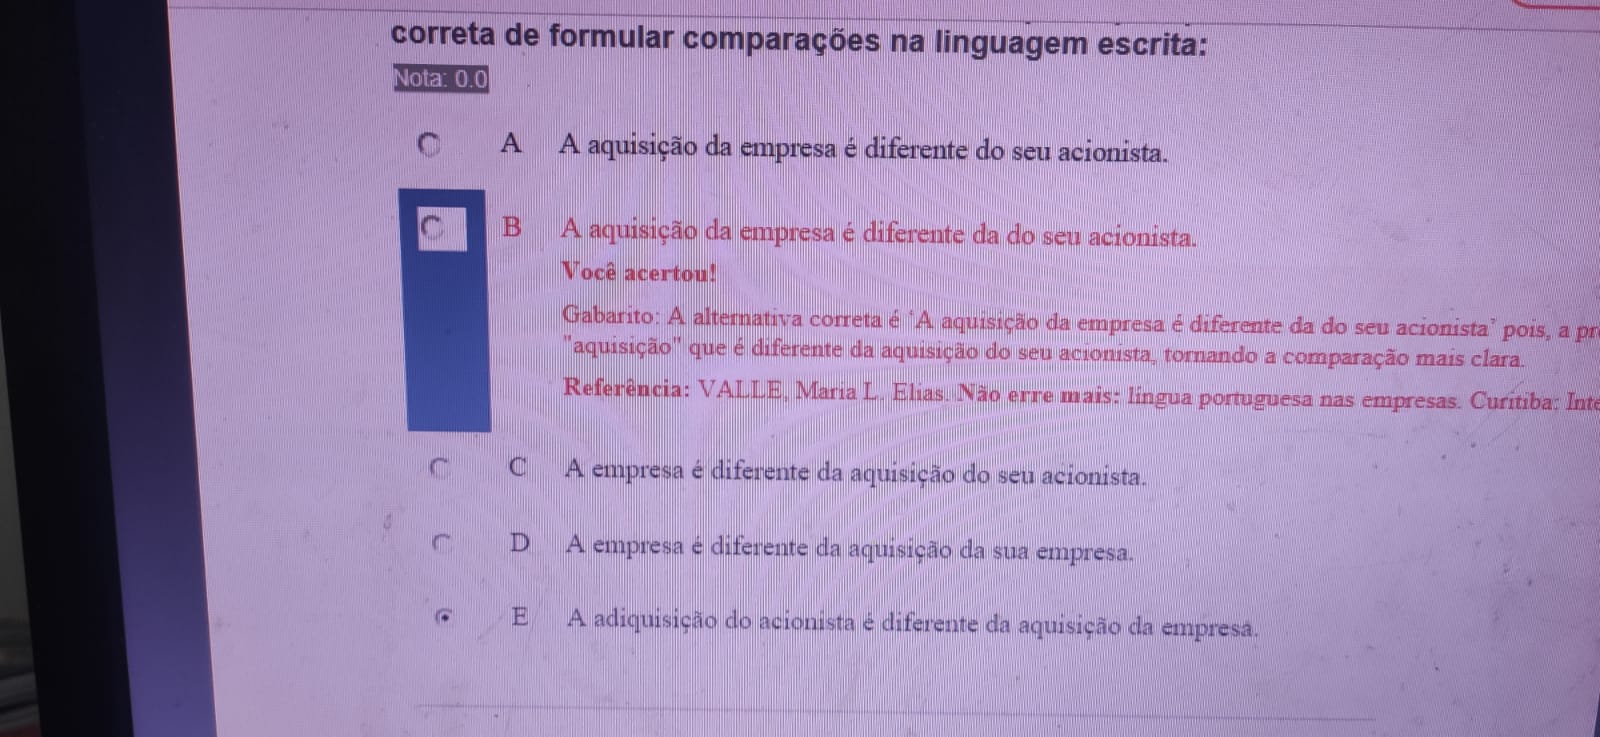 correta de formular comparações na linguagem escrita:
Nota: 0.0
A A aquisição da empresa é diferente do seu acionista.
B A aquisição da empresa é diferente da do seu acionista.
Você acertou!
Gabarito: A alternativa correta é 'A aquisição da empresa é diferente da do seu acionista' pois, a
"aquisição" que é diferente da aquisição do seu acionista, tornando a comparação mais clara.
Referência: VALLE, Maria L. Elias. Não erre mais: língua portuguesa nas empresas. Curitiba:
C A empresa é diferente da aquisição do seu acionista.
D A empresa é diferente da aquisição da sua empresa.
E A adiquisição do acionista é diferente da aquisição da empresa.